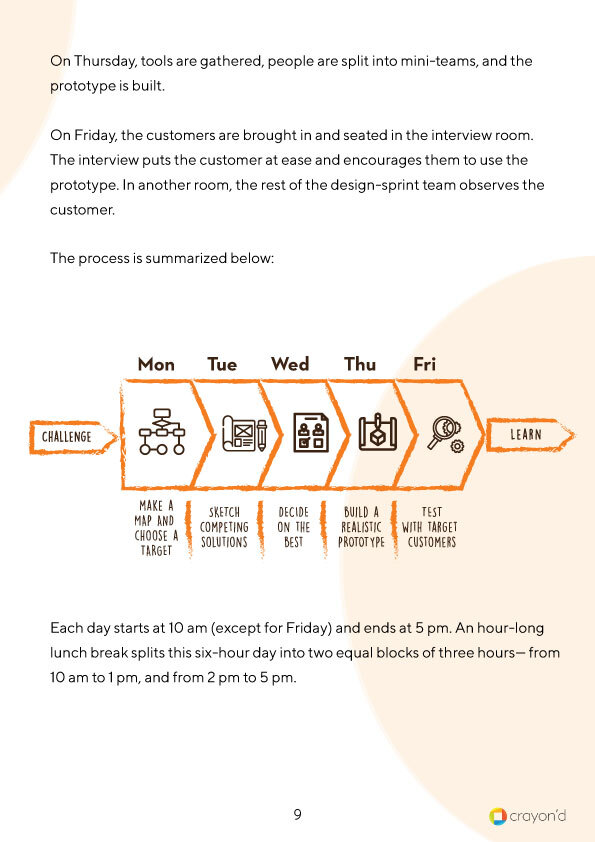 On Thursday, tools are gathered, people are split into mini-teams, and the
prototype is built.
On Friday, the customers are brought in and seated in the interview room.
The interview puts the customer at ease and encourages them to use the
prototype. In another room, the rest of the design-sprint team observes the
customer.
The process is summarized below:
Mon Tue Wed Thu Fri
CHALLENGE
LEARN
MAKE A
MAP AND
CHOOSE A
TARGET
SKETCH
COMPETING
SOLUTIONS
DECIDE
ON THE
BEST
BUILD A
REALISTIC
PROTOTYPE
TEST
WITH TARGET
CUSTOMERS
Each day starts at 10 am (except for Friday) and ends at 5 pm. An hour-long
lunch break splits this six-hour day into two equal blocks of three hours— from
10 am to 1 pm, and from 2 pm to 5 pm.
9
crayon'd